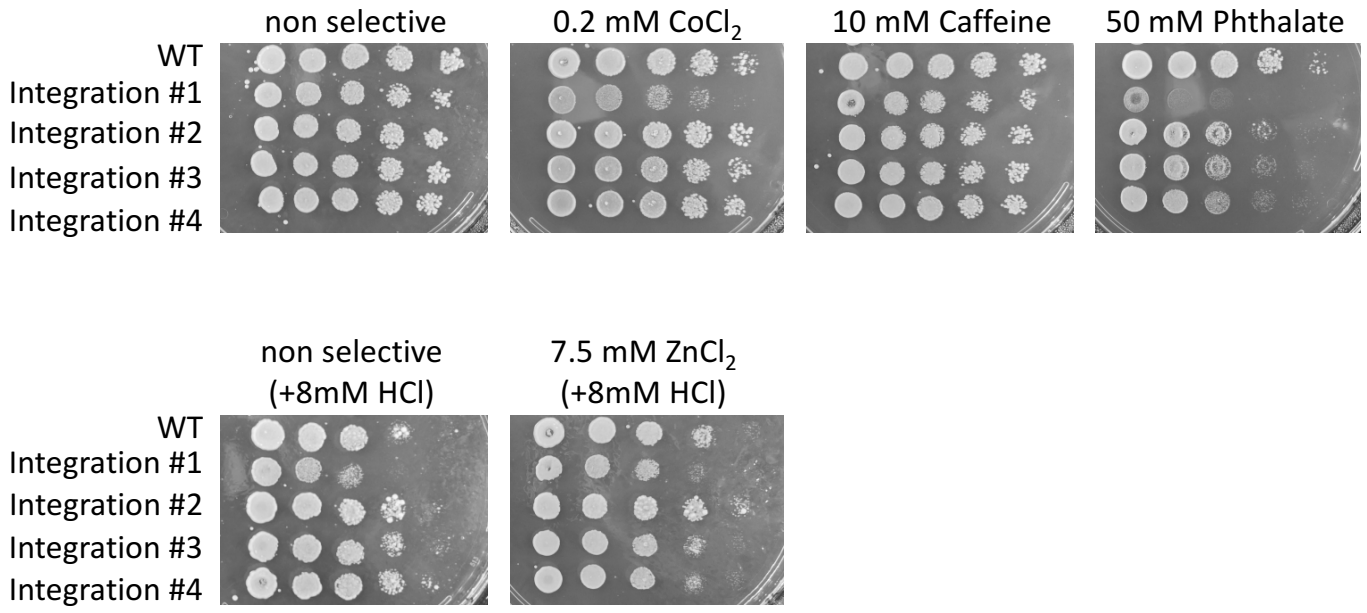 non selective
0.2 mM CoCl₂
10 mM Caffeine
50 mM Phthalate
WT
Integration #1
Integration #2
Integration #3
Integration #4
non selective
(+8mM HCl)
7.5 mM ZnCl₂
(+8mM HCl)
WT
Integration #1
Integration #2
Integration #3
Integration #4